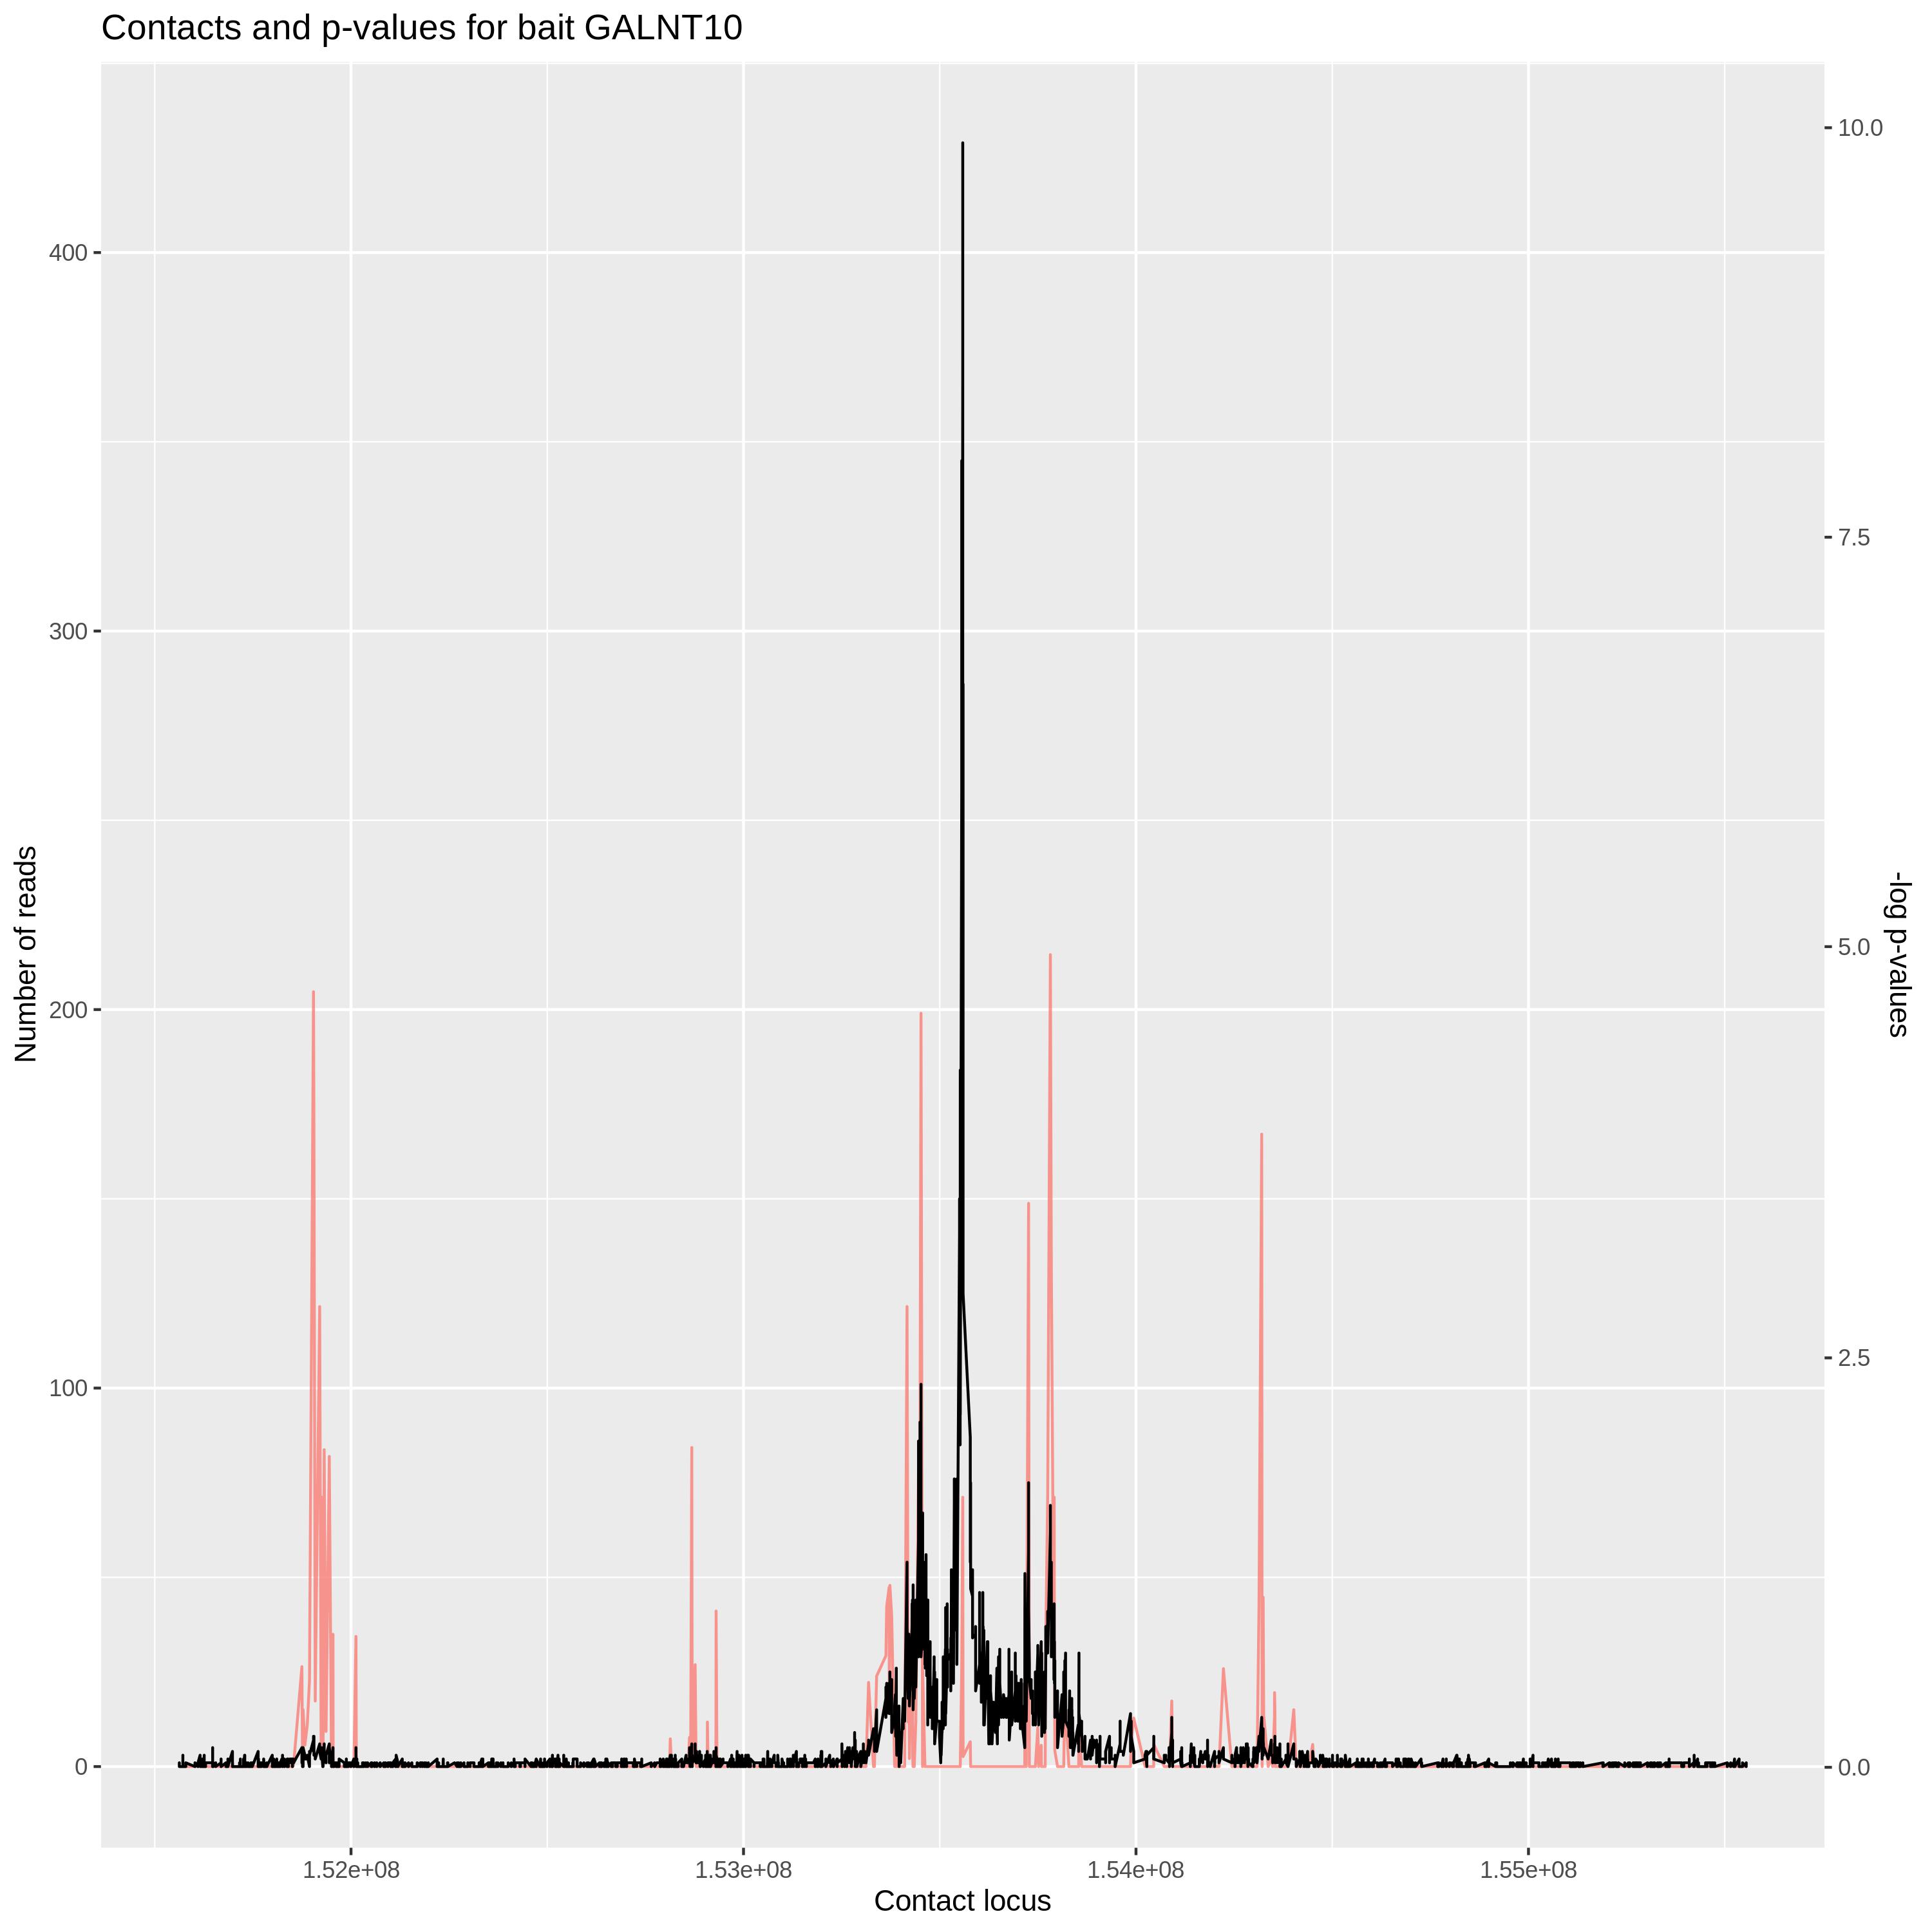 Contacts and p-values for bait GALNT10
10.0
400
7.5
300
Number of reads
-log p-values
5.0
200
2.5
100
0
0.0
1.52e+08 1.53e+08 1.54e+08 1.55e+08
Contact locus